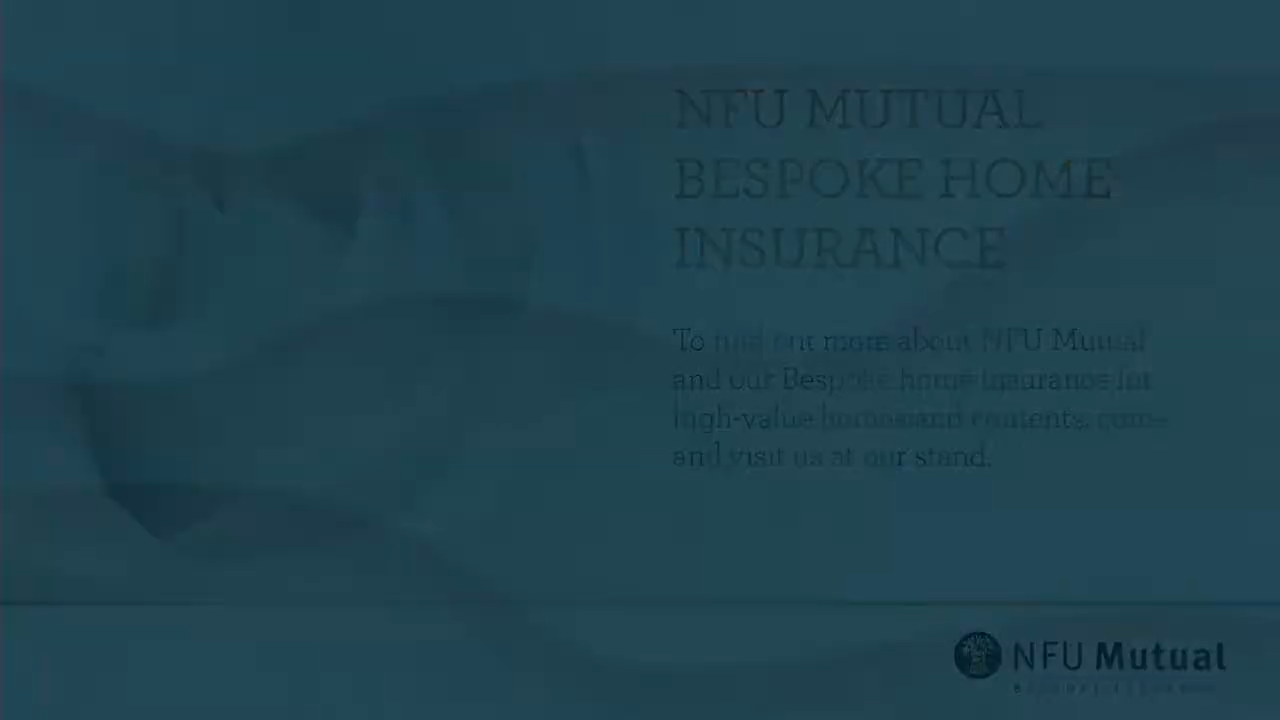 NFU MUTUAL
BESPOKE HOME
INSURANCE
To find out more about NFU Mutual
and our Bespoke home insurance for
high-value homes and contents, come
and visit us at our stand.
NFU Mutual